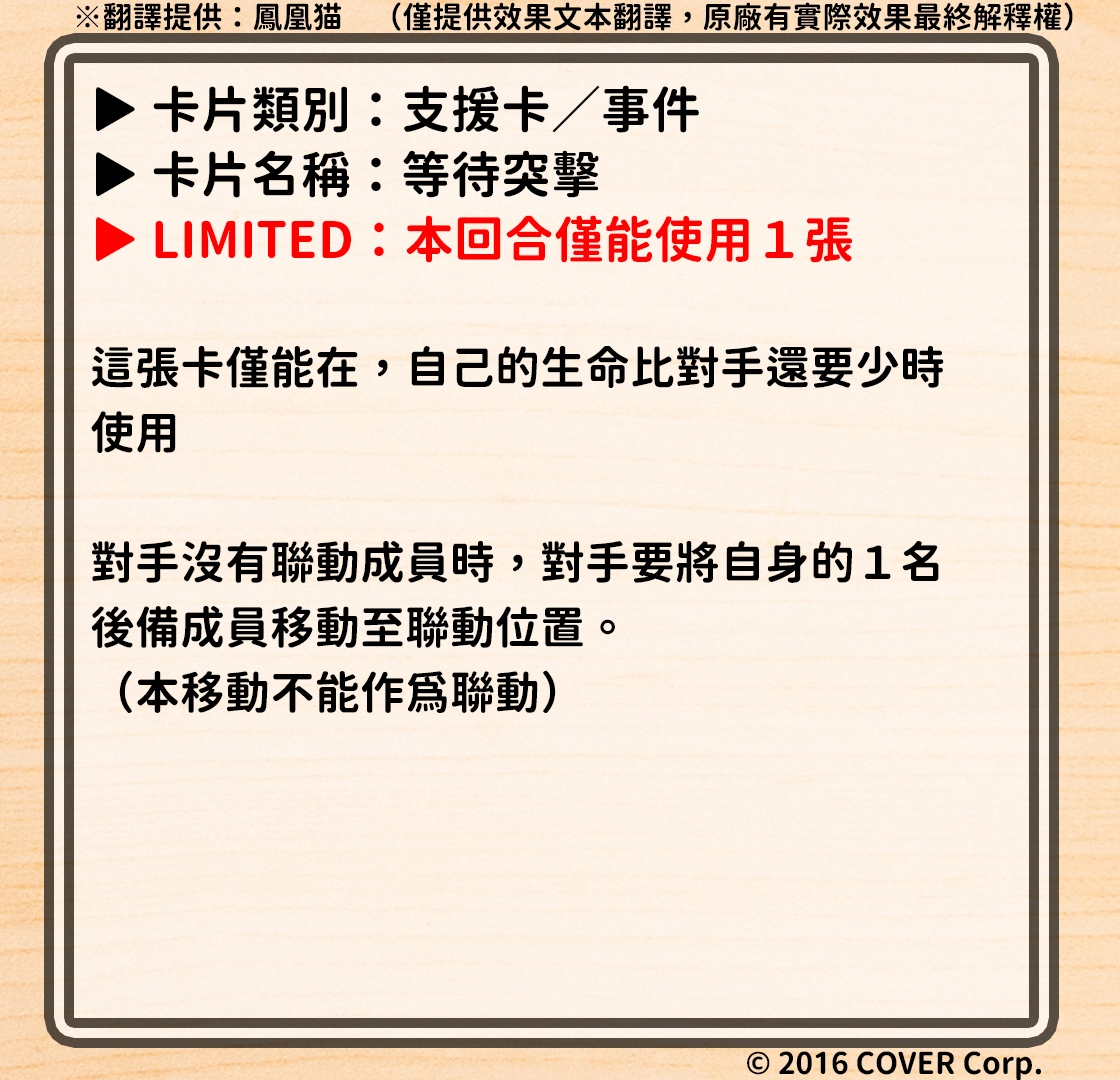 ※翻譯提供：鳳凰猫　（僅提供效果文本翻譯，原廠有實際效果最終解釋權）
▶ 卡片類別：支援卡／事件
▶ 卡片名稱：等待突擊
▶ LIMITED：本回合僅能使用１張
這張卡僅能在，自己的生命比對手還要少時
使用
對手沒有聯動成員時，對手要將自身的１名
後備成員移動至聯動位置。
（本移動不能作爲聯動）
© 2016 COVER Corp.